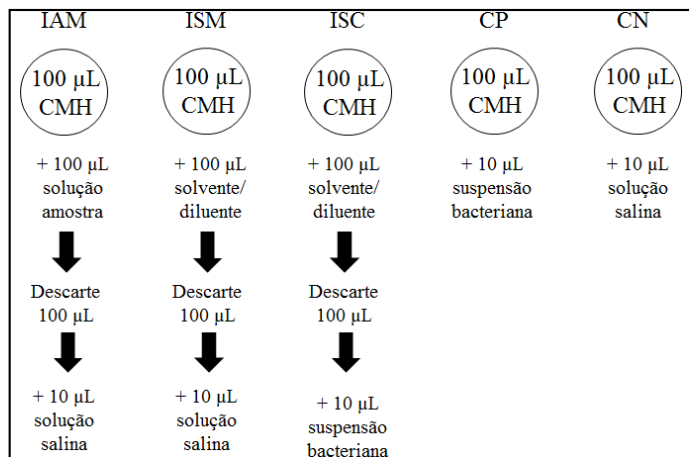 IAM
ISM
ISC
CP
CN
100 µL
CMH
100 µL
CMH
100 µL
CMH
100 µL
CMH
100 µL
CMH
+ 100 µL
solução
amostra
+ 100 µL
solvente/
diluente
+ 100 µL
solvente/
diluente
+ 10 µL
suspensão
bacteriana
+ 10 µL
solução
salina
Descarte
100 µL
Descarte
100 µL
Descarte
100 µL
+ 10 µL
solução
salina
+ 10 µL
solução
salina
+ 10 µL
suspensão
bacteriana